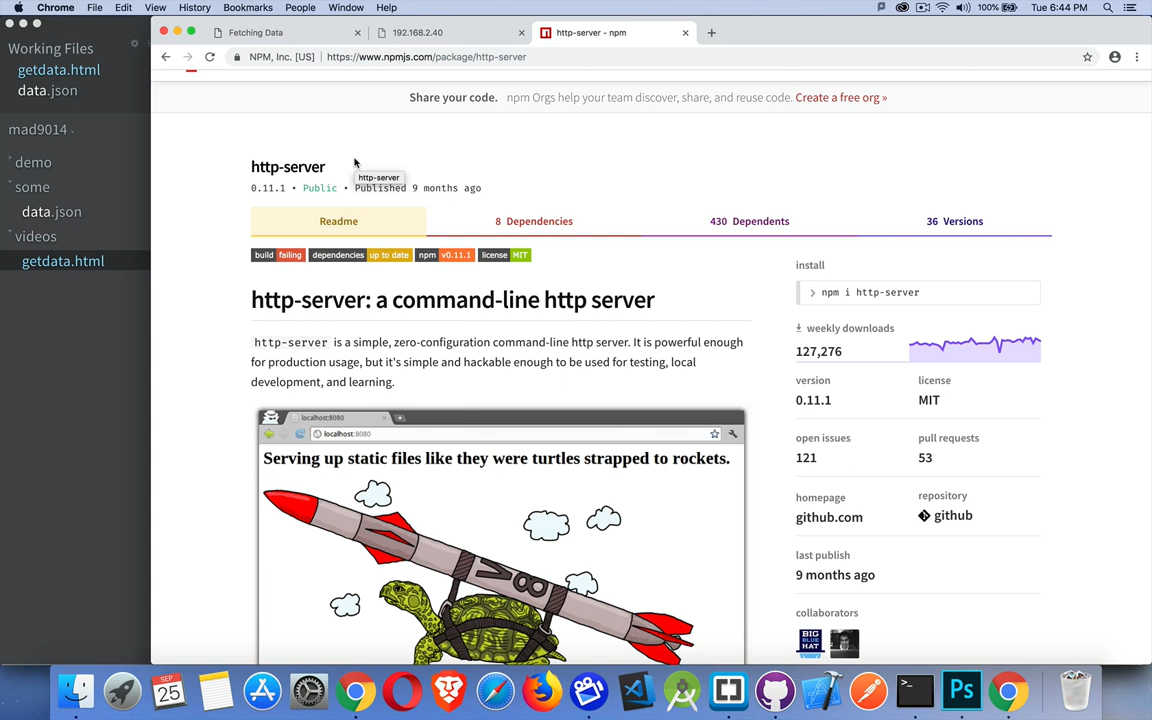 Chrome File Edit View History Bookmarks People Window Help 100% Tue 6:44 PM
Working Files
getdata.html
data.json
mad9014
demo
some
data.json
videos
getdata.html
Fetching Data
192.168.2.40
http-server - npm
NPM, Inc. [US] https://www.npmjs.com/package/http-server
Share your code. npm Orgs help your team discover, share, and reuse code. Create a free org »
http-server
http-server
0.11.1 • Public • Published 9 months ago
Readme
8 Dependencies
430 Dependents
36 Versions
build failing dependencies up to date npm v0.11.1 license MIT
http-server: a command-line http server
http-server is a simple, zero-configuration command-line http server. It is powerful enough
for production usage, but it's simple and hackable enough to be used for testing, local
development, and learning.
localhost:8080
localhost:8080
Serving up static files like they were turtles strapped to rockets.
V8
install
> npm i http-server
weekly downloads
127,276
version
0.11.1
license
MIT
open issues
121
pull requests
53
homepage
github.com
repository
github
last publish
9 months ago
collaborators
BIG
BLUE
HAT
SEP
25
Ps